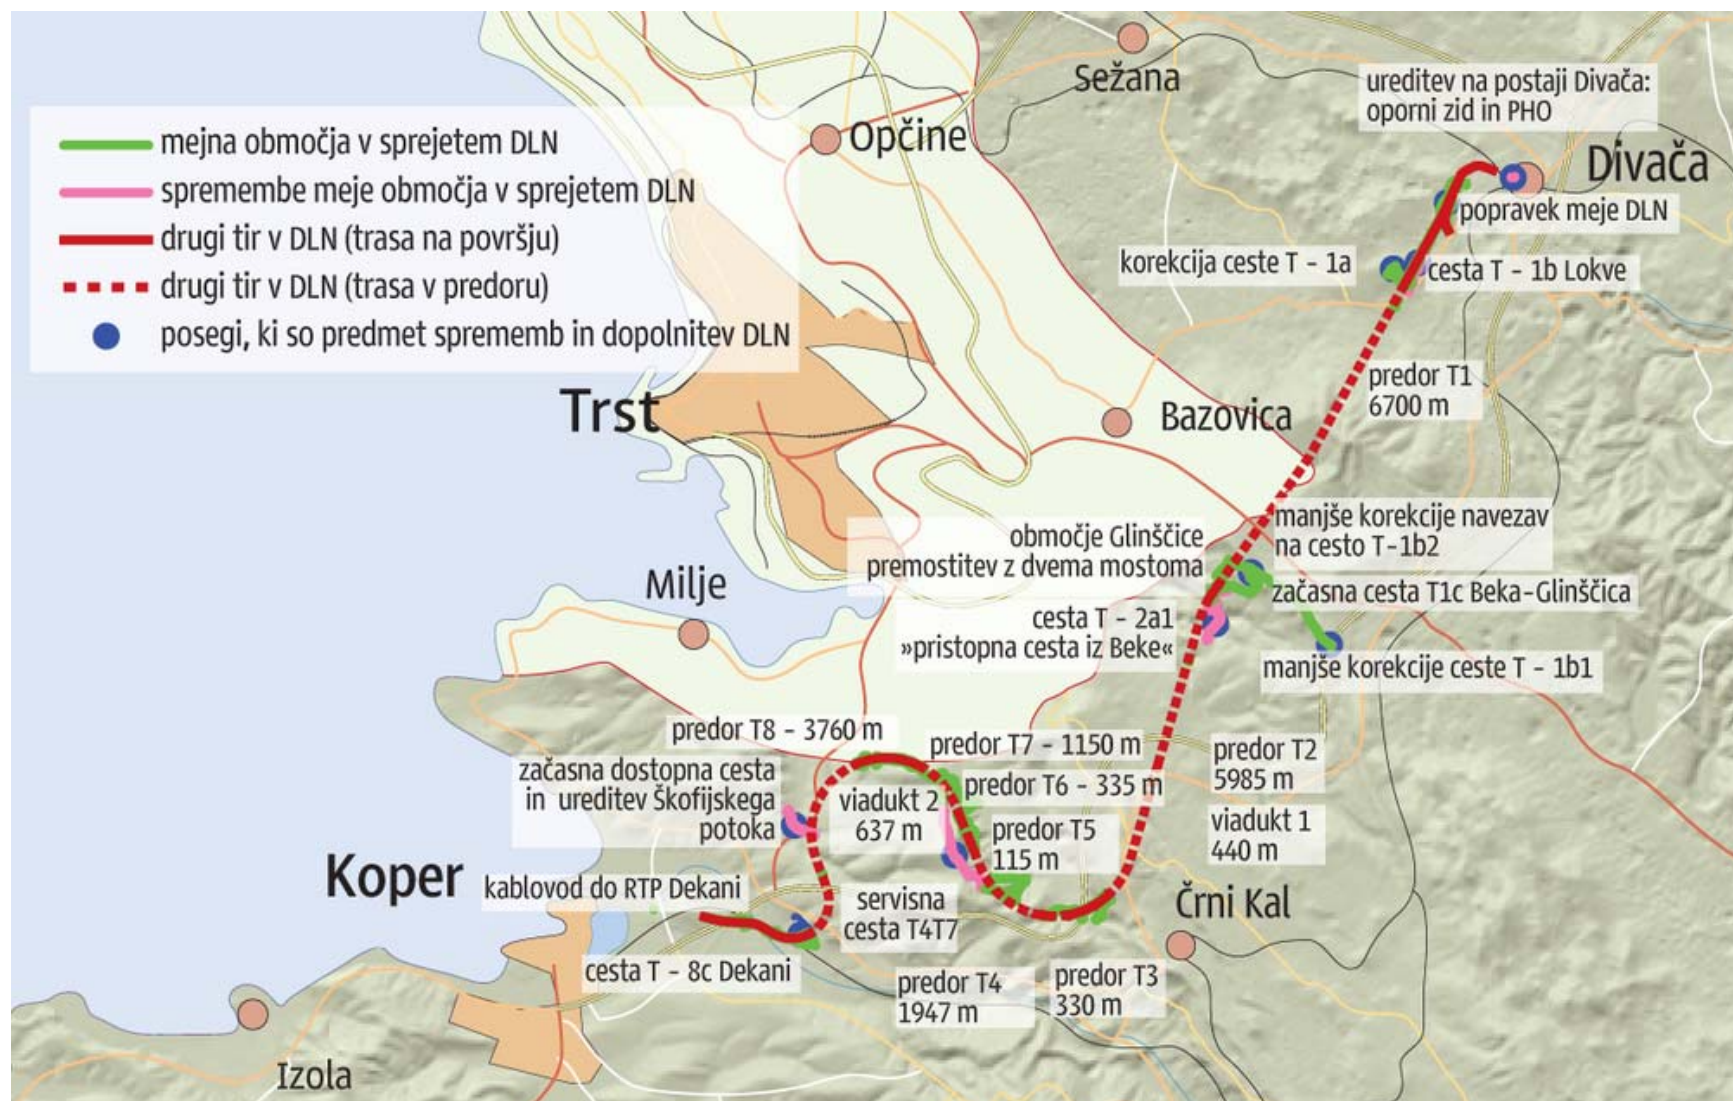 Sežana
ureditev na postaji Divača:
oporni zid in PHO
mejna območja v sprejetem DLN
spremembe meje območja v sprejetem DLN
drugi tir v DLN (trasa na površju)
drugi tir v DLN (trasa v predoru)
posegi, ki so predmet sprememb in dopolnitev DLN
Opčine
Divača
popravek meje DLN
korekcija ceste T - 1a
cesta T - 1b Lokve
predor T1
6700 m
Trst
Bazovica
manjše korekcije navezav
na cesto T-1b2
območje Glinščice
premostitev z dvema mostoma
Milje
začasna cesta T1c Beka-Glinščica
cesta T - 2a1
»pristopna cesta iz Beke«
manjše korekcije ceste T - 1b1
predor T8 - 3760 m
predor T7 - 1150 m
začasna dostopna cesta
in ureditev Škofijskega
potoka
predor T2
5985 m
predor T6 - 335 m
viadukt 2
637 m
viadukt 1
440 m
predor T5
115 m
Koper
kablovod do RTP Dekani
servisna
cesta T4T7
Črni Kal
cesta T - 8c Dekani
predor T4
1947 m
predor T3
330 m
Izola